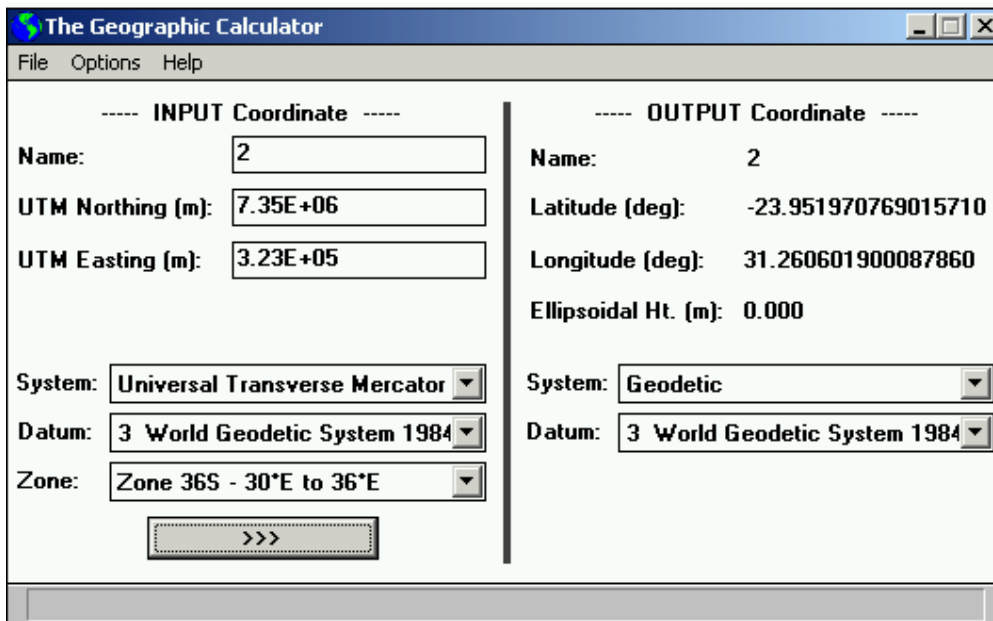 The Geographic Calculator
File Options Help
----- INPUT Coordinate -----
Name: 2
UTM Northing (m): 7.35E+06
UTM Easting (m): 3.23E+05
System: Universal Transverse Mercator
Datum: 3 World Geodetic System 1984
Zone: Zone 36S - 30*E to 36*E
>>>
----- OUTPUT Coordinate -----
Name: 2
Latitude (deg): -23.951970769015710
Longitude (deg): 31.260601900087860
Ellipsoidal Ht. (m): 0.000
System: Geodetic
Datum: 3 World Geodetic System 1984